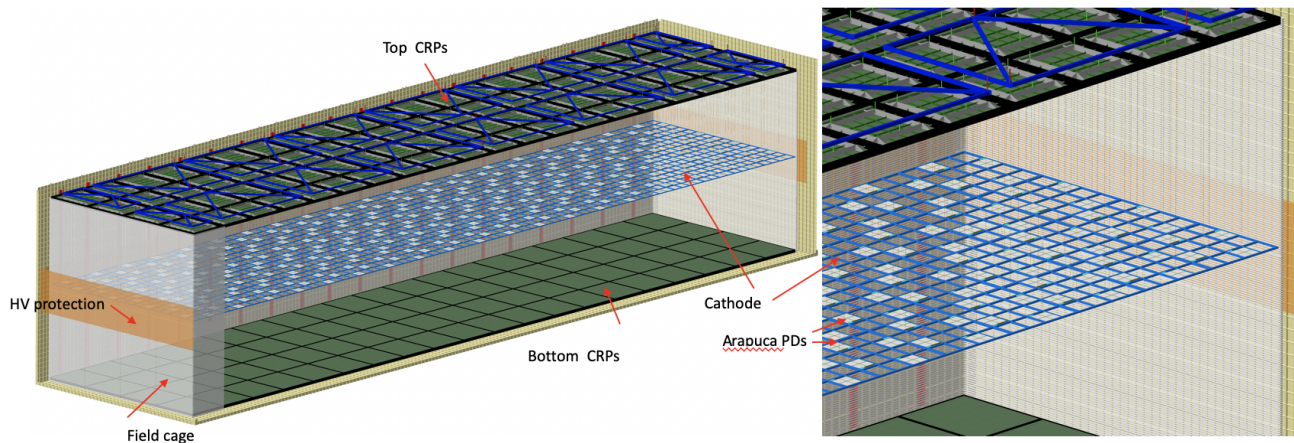 Top CRPs
HV protection
Cathode
Arapuca PDs
Bottom CRPs
Field cage